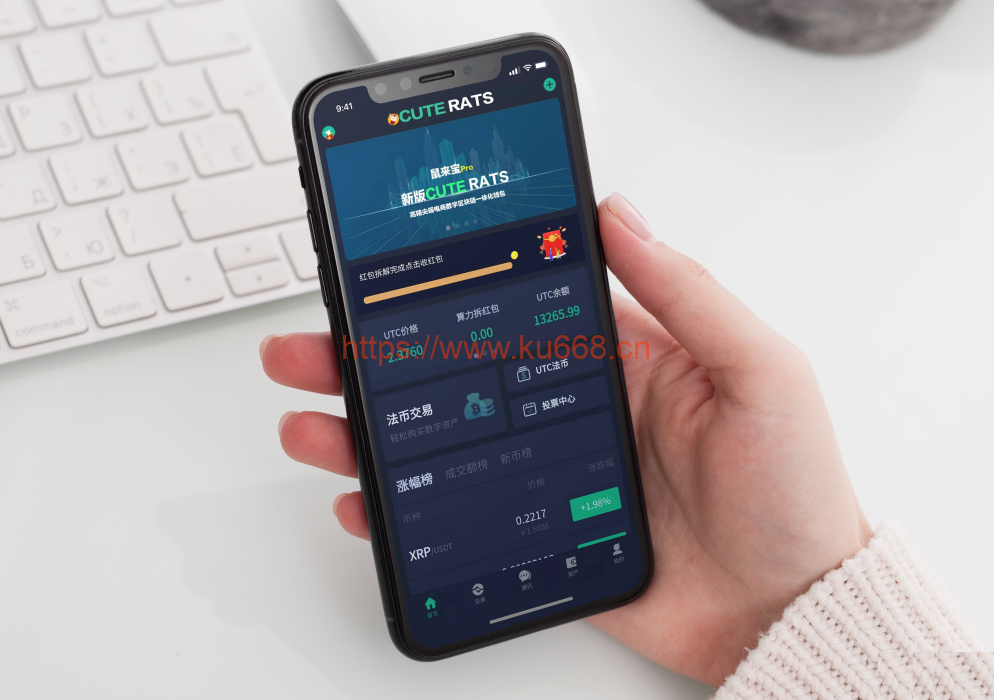 9:41
CUTE RATS
鼠来宝Pro
新版CUTE RATS
高精尖端电商数字区块链一体化钱包
红包拆解完成点击收红包
UTC价格
算力拆红包
UTC余额
2.3760
0.00
13265.99
https://www.ku668.cn
UTC法币
法币交易
轻松购买数字资产
投票中心
涨幅榜
成交额榜
新币榜
币种
价格
涨跌幅
XRP/USDT
0.2217
¥1.5686
+1.98%
首页
资产
我的
command
option